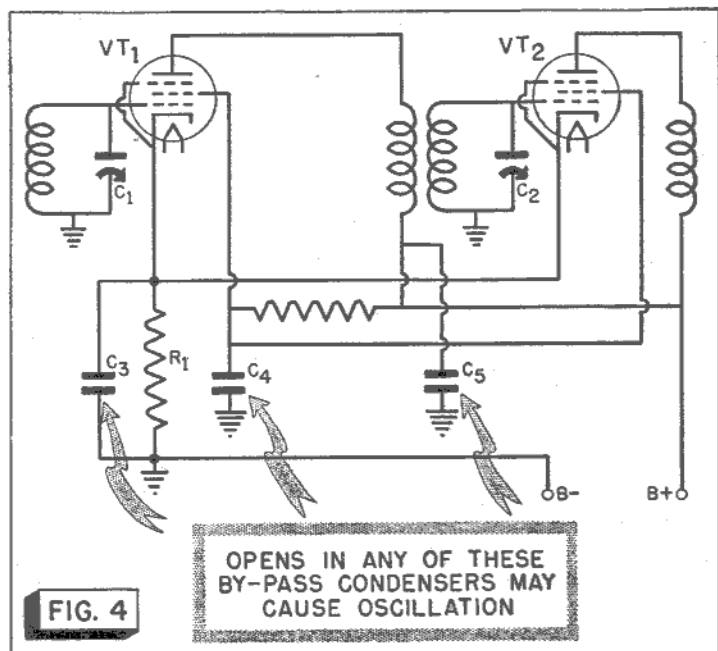 VT1
VT2
C1
C2
C3
R1
C4
C5
B-
B+
OPENS IN ANY OF THESE
BY-PASS CONDENSERS MAY
CAUSE OSCILLATION
FIG. 4